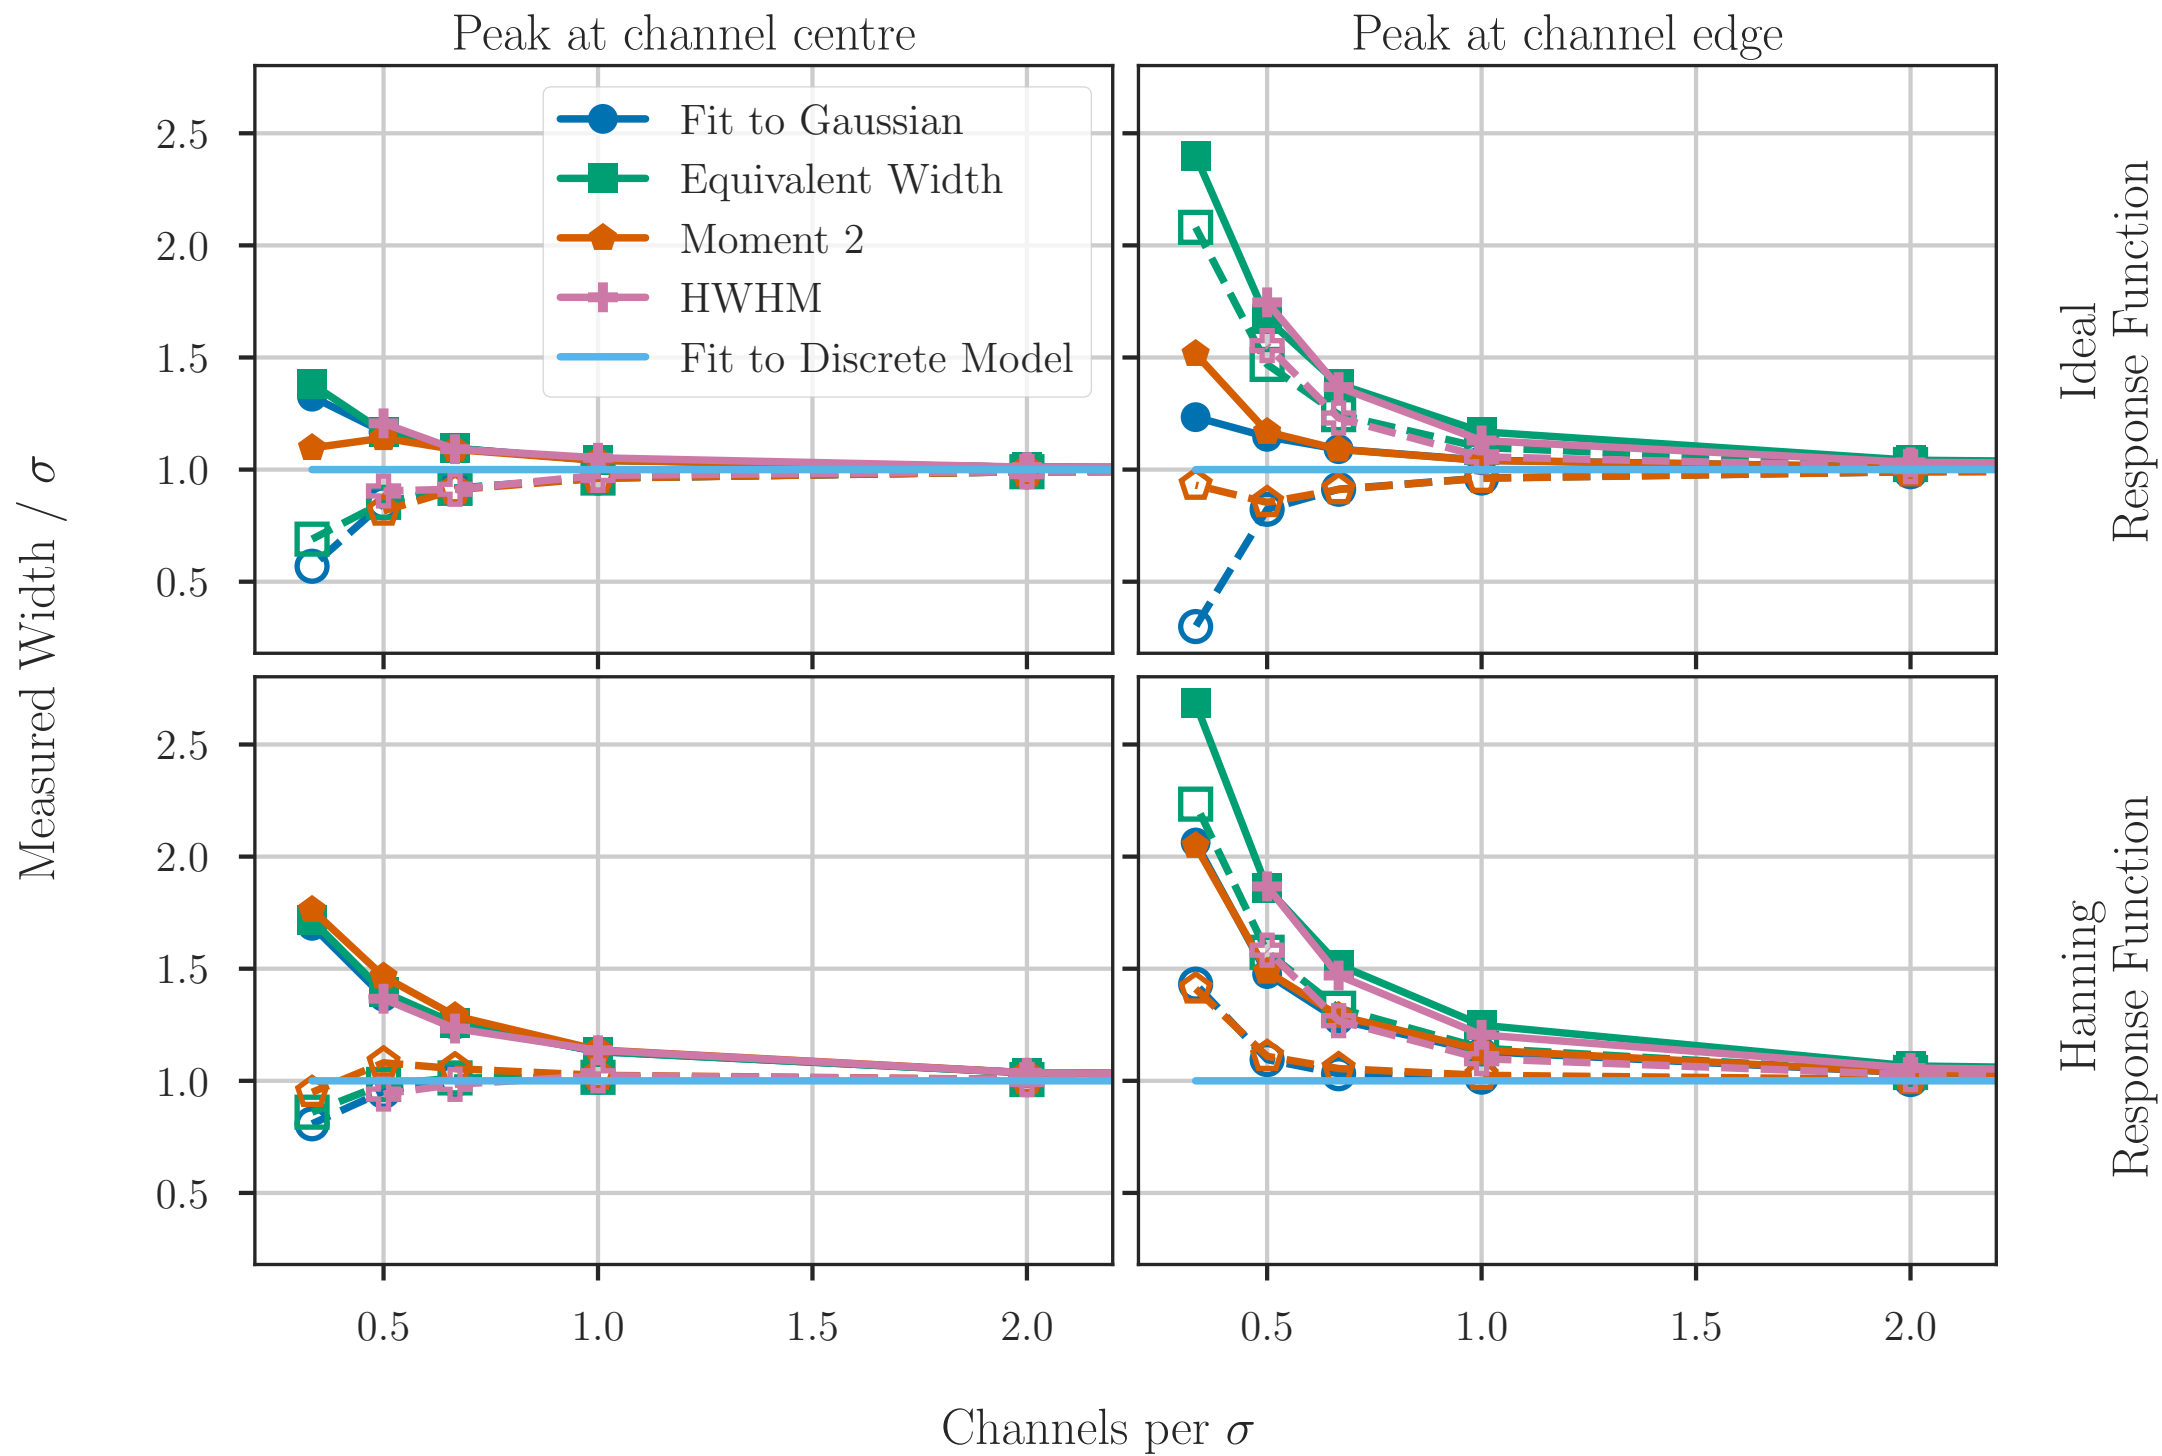 Peak at channel centre
Peak at channel edge
Fit to Gaussian
Equivalent Width
Moment 2
HWHM
Fit to Discrete Model
2.5
2.0
1.5
1.0
0.5
Ideal
Response Function
Measured Width / σ
2.5
2.0
1.5
1.0
0.5
Hanning
Response Function
0.5 1.0 1.5 2.0
0.5 1.0 1.5 2.0
Channels per σ